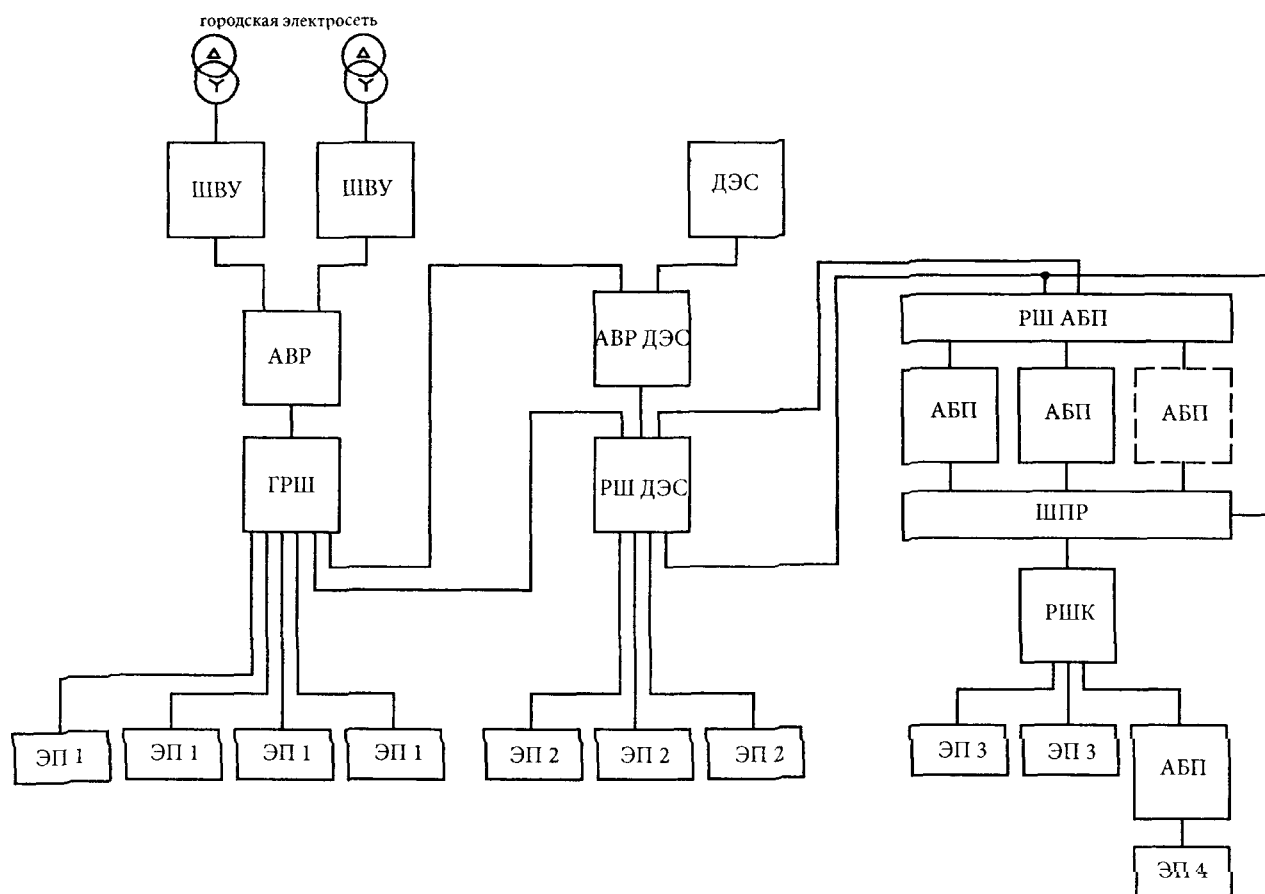 городская электросеть
Δ Δ
Y Y
ШВУ ШВУ ДЭС
АВР АВР ДЭС РШ АБП
АБП АБП АБП
ГРШ РШ ДЭС ШПР
РШК
ЭП 1 ЭП 1 ЭП 1 ЭП 1 ЭП 2 ЭП 2 ЭП 2 ЭП 3 ЭП 3 АБП
ЭП 4